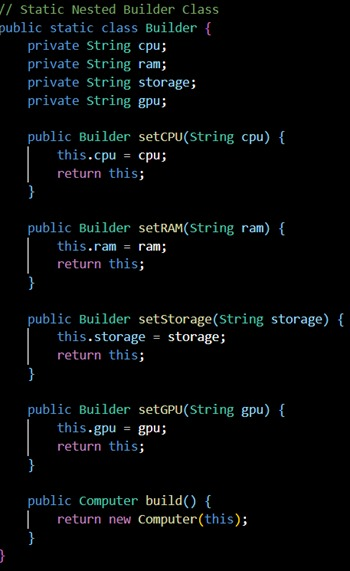 // Static Nested Builder Class
public static class Builder {
    private String cpu;
    private String ram;
    private String storage;
    private String gpu;

    public Builder setCPU(String cpu) {
        this.cpu = cpu;
        return this;
    }

    public Builder setRAM(String ram) {
        this.ram = ram;
        return this;
    }

    public Builder setStorage(String storage) {
        this.storage = storage;
        return this;
    }

    public Builder setGPU(String gpu) {
        this.gpu = gpu;
        return this;
    }

    public Computer build() {
        return new Computer(this);
    }
}